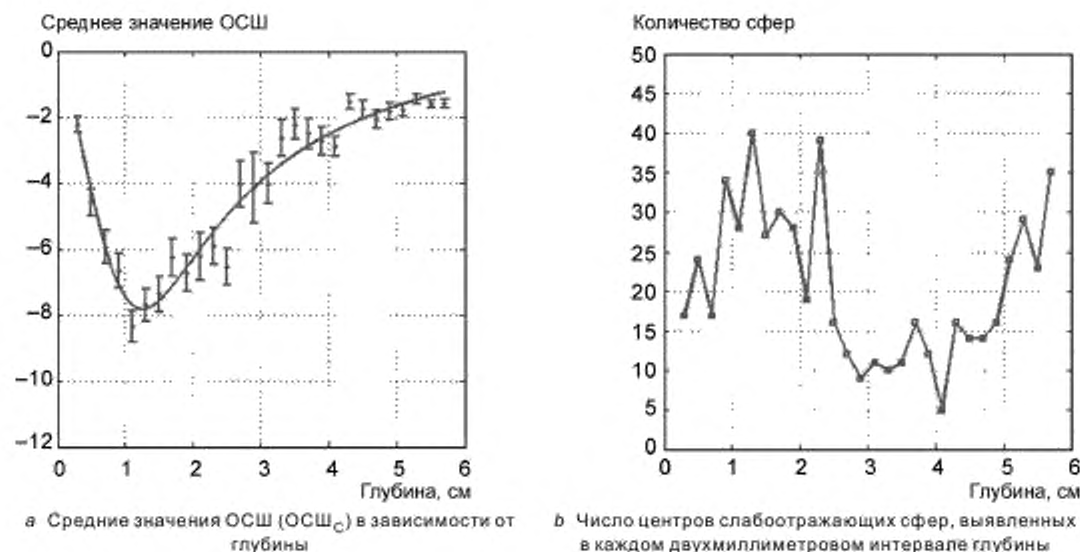 Среднее значение ОСШ
0
–2
–4
–6
–8
–10
–12
0 1 2 3 4 5 6
Глубина, см
a Средние значения ОСШ (ОСШС) в зависимости от
глубины
Количество сфер
50
45
40
35
30
25
20
15
10
5
0
0 1 2 3 4 5 6
Глубина, см
b Число центров слабоотражающих сфер, выявленных
в каждом двухмиллиметровом интервале глубины